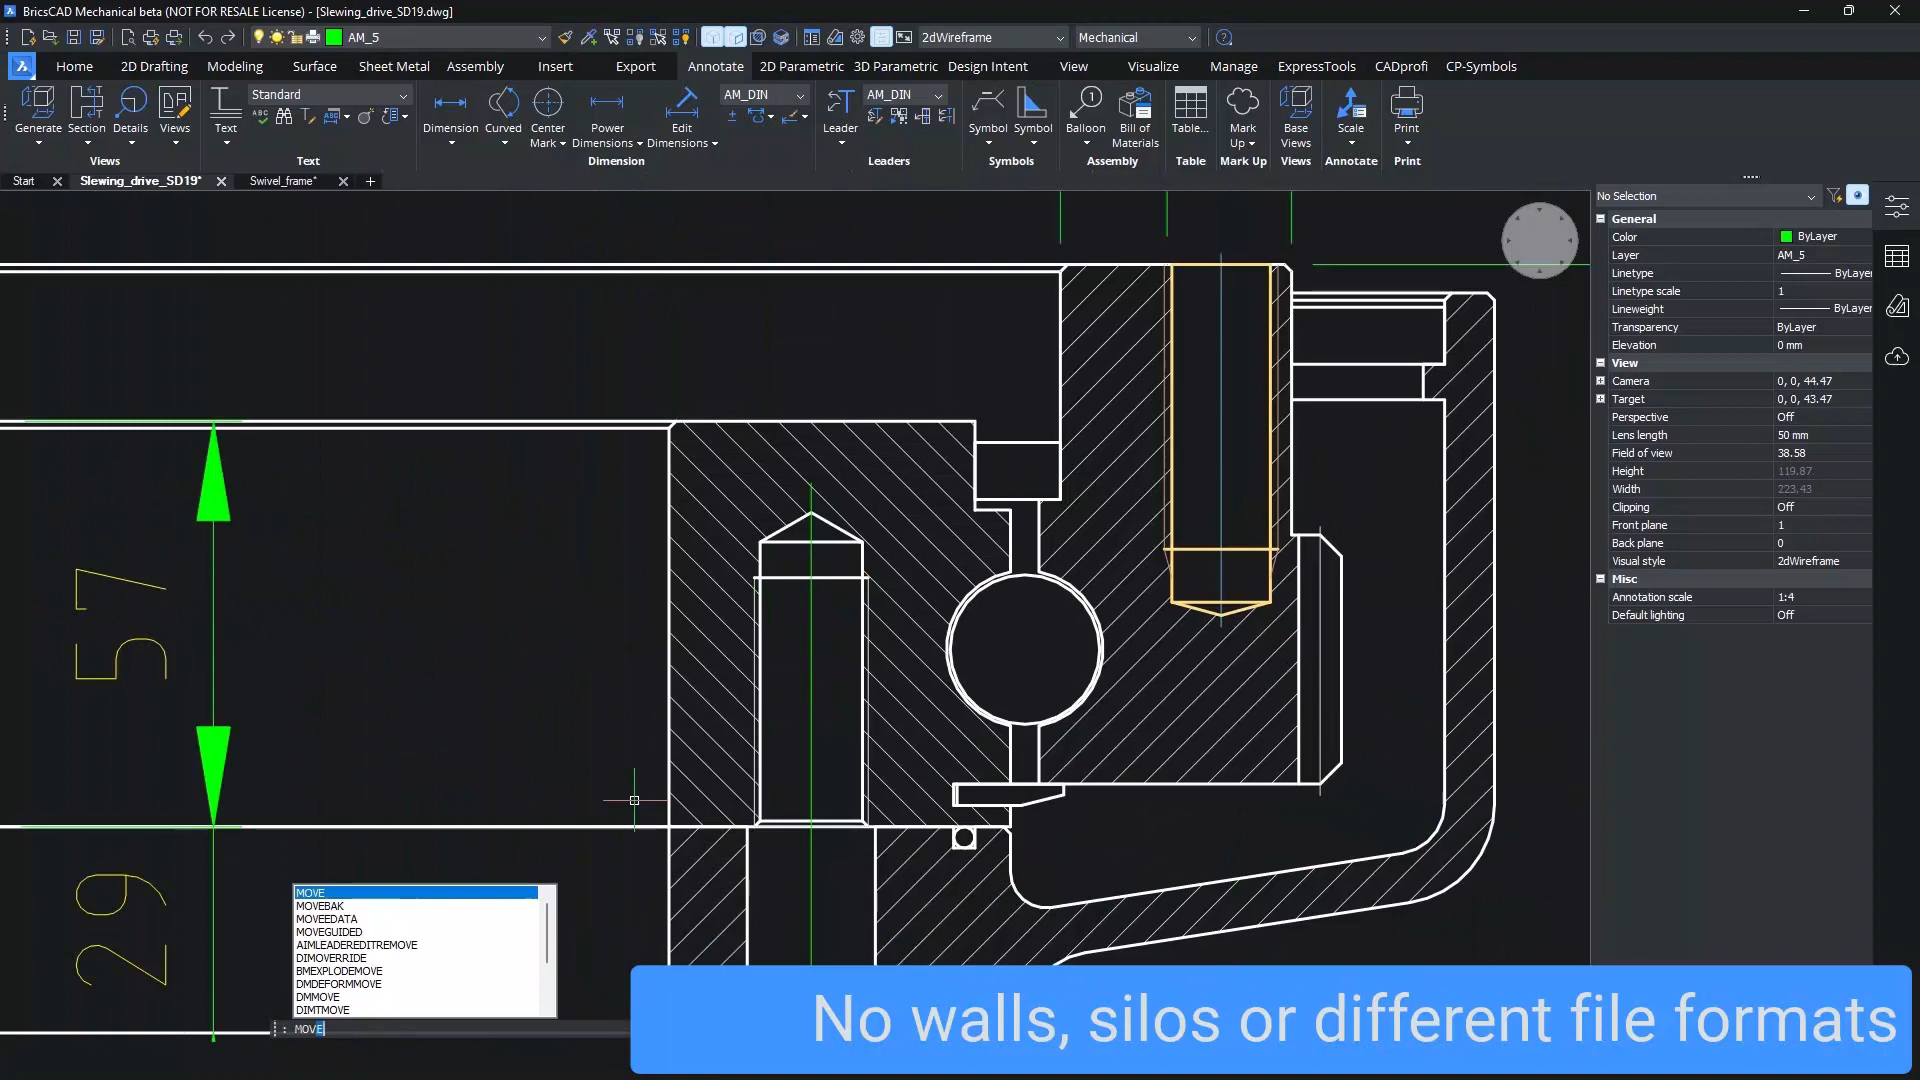 BricsCAD Mechanical beta (NOT FOR RESALE License) - [Slewing_drive_SD19.dwg]
AM_5
2dWireframe
Mechanical
Home
2D Drafting
Modeling
Surface
Sheet Metal
Assembly
Insert
Export
Annotate
2D Parametric
3D Parametric
Design Intent
View
Visualize
Manage
ExpressTools
CADprofi
CP-Symbols
Generate
Section
Details
Views
Views
Text
Standard
Text
Dimension
Curved
Center
Mark
Power
Dimensions
Edit
Dimensions
AM_DIN
Dimension
Leader
AM_DIN
Leaders
Symbol
Symbol
Symbols
Balloon
Bill of
Materials
Assembly
Table...
Table
Mark
Up
Mark Up
Base
Views
Views
Scale
Annotate
Print
Print
Start
Slewing_drive_SD19*
Swivel_frame*
No Selection
General
Color ByLayer
Layer AM_5
Linetype ByLayer
Linetype scale 1
Lineweight ByLayer
Transparency ByLayer
Elevation 0 mm
View
Camera 0, 0, 44.47
Target 0, 0, 43.47
Perspective Off
Lens length 50 mm
Field of view 38.58
Height 119.87
Width 223.43
Clipping Off
Front plane 1
Back plane 0
Visual style 2dWireframe
Misc
Annotation scale 1:4
Default lighting Off
57
29
MOVE
MOVEBAK
MOVEEDATA
MOVEGUIDED
AIMLEADEREDITREMOVE
DIMOVERRIDE
BMEXPLODEMOVE
DMDEFORMMOVE
DMMOVE
DIMTMOVE
: MOVE
No walls, silos or different file formats